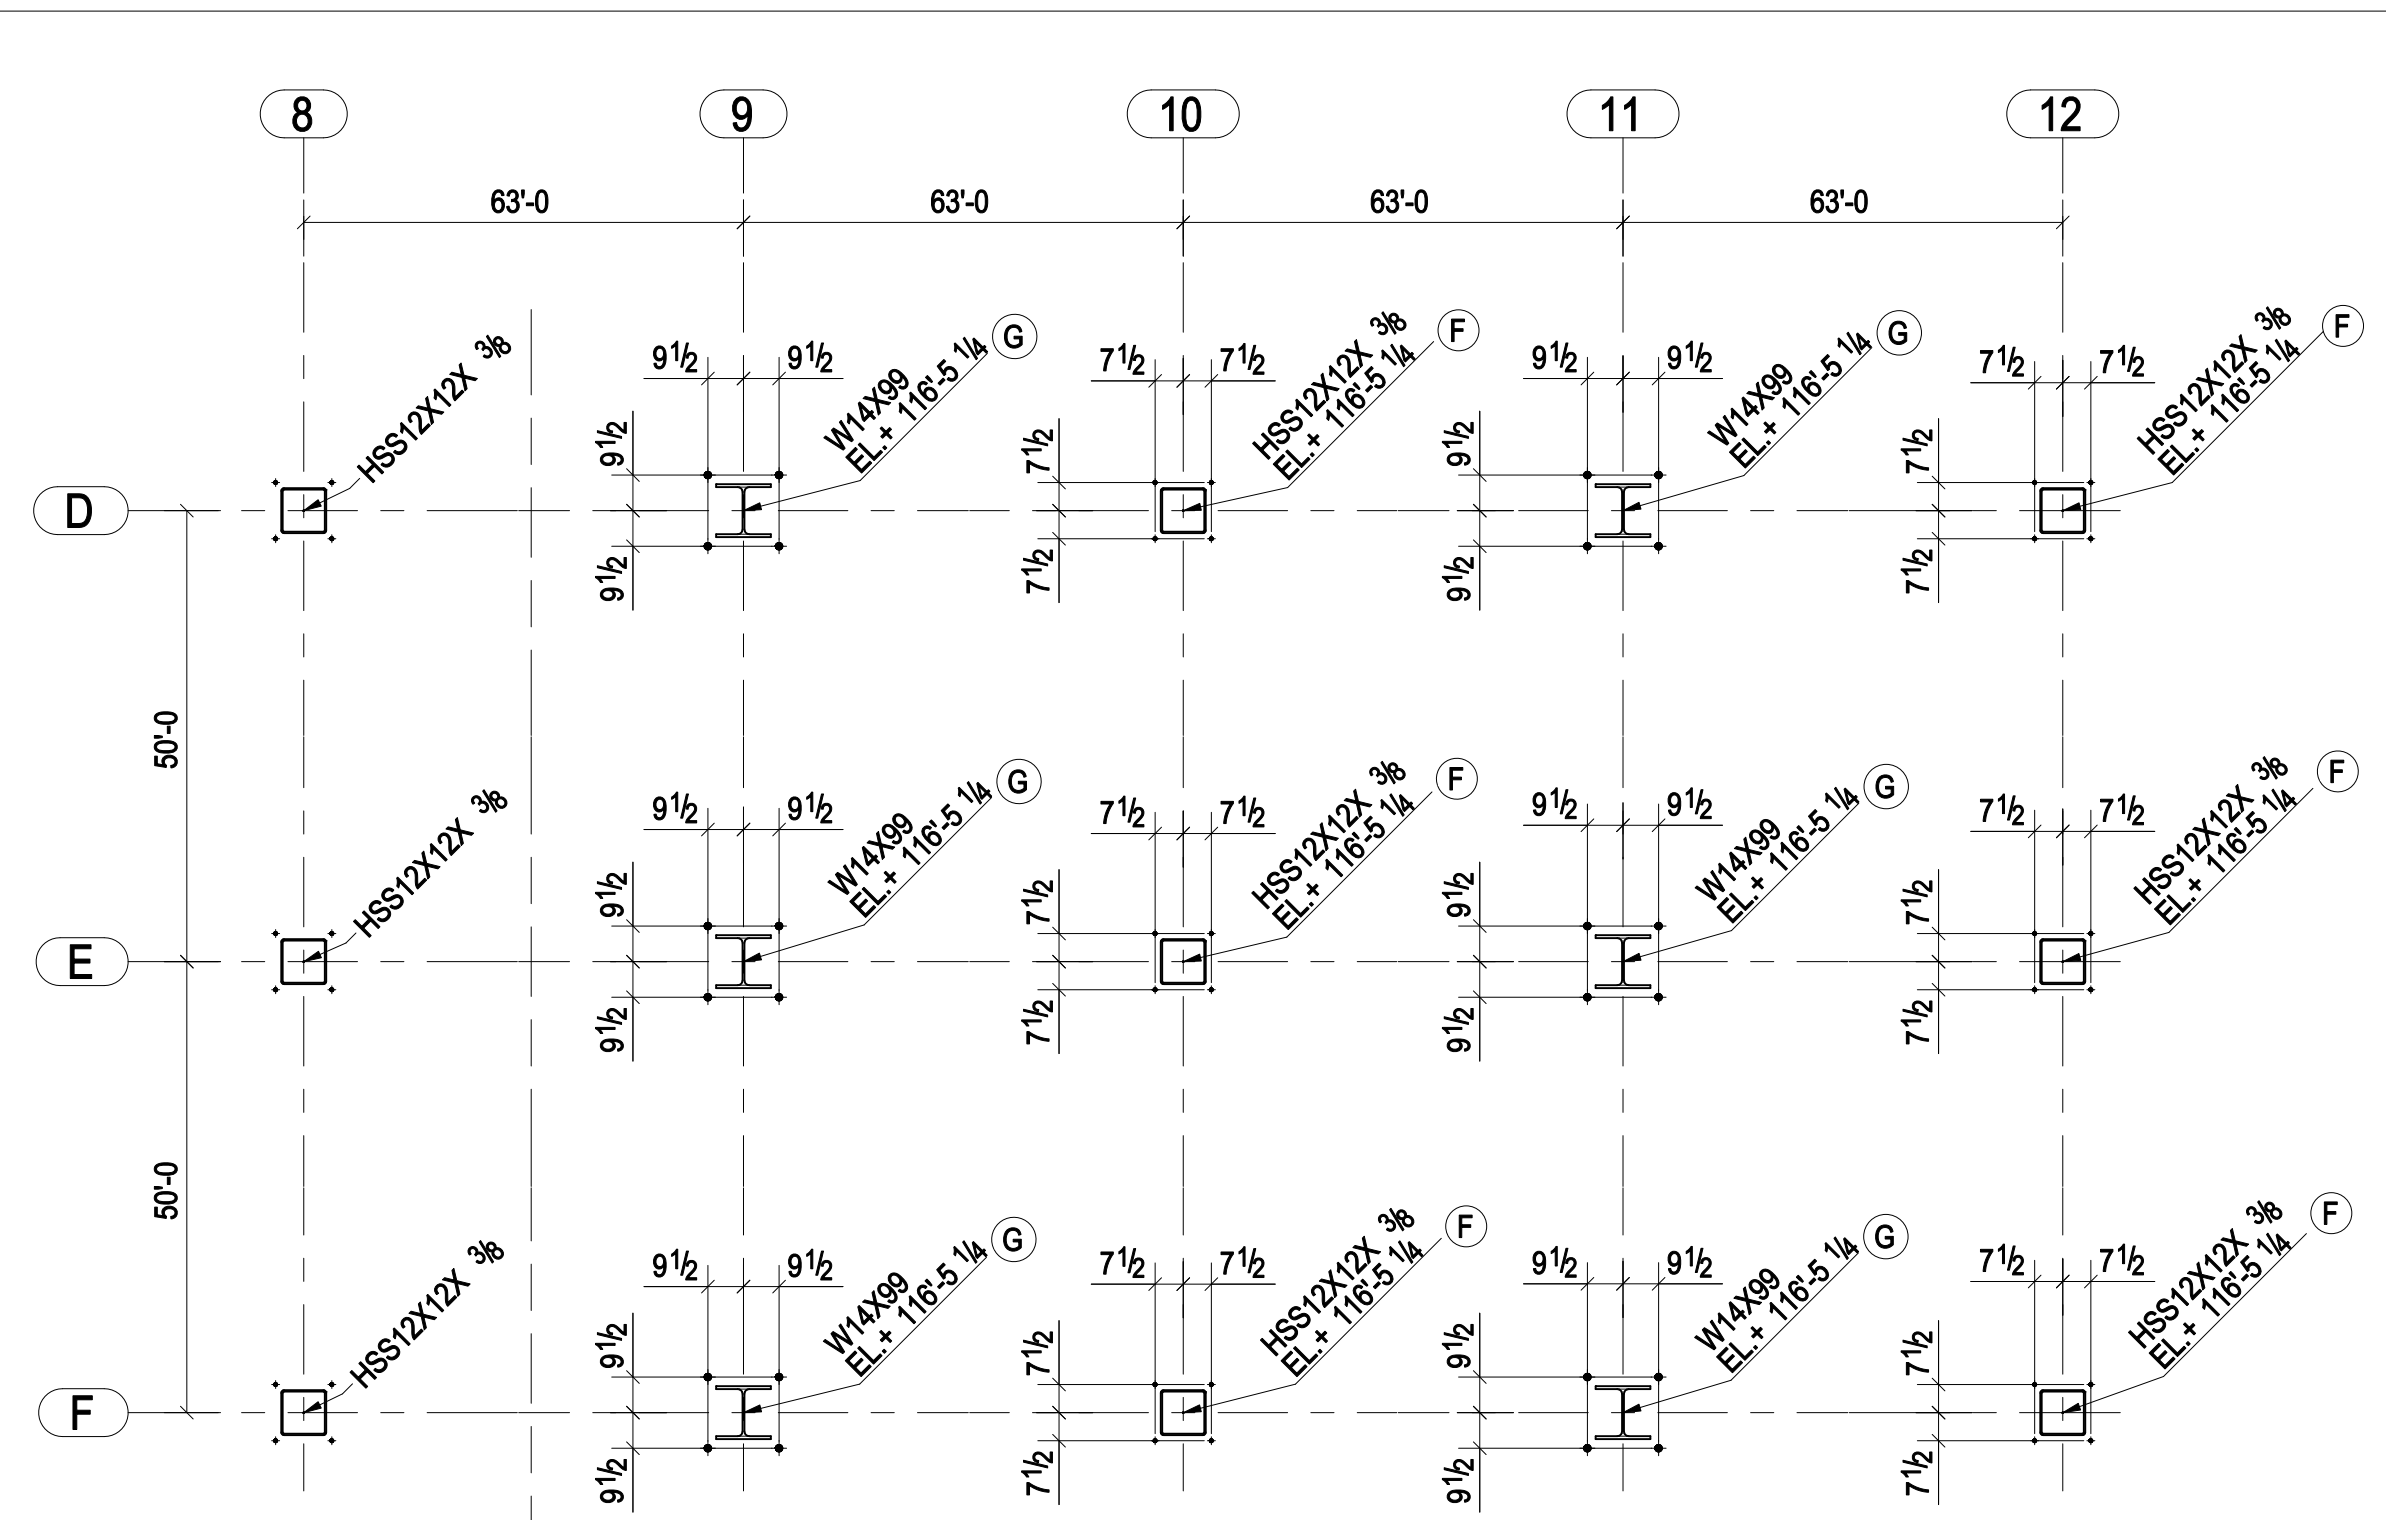 8 9 10 11 12
63'-0 63'-0 63'-0 63'-0
HSS12X12X 3/8
9 1/2 9 1/2
W14X99
EL.+ 116'-5 1/4
G
7 1/2 7 1/2
HSS12X12X 3/8
EL.+ 116'-5 1/4
F
9 1/2 9 1/2
W14X99
EL.+ 116'-5 1/4
G
7 1/2 7 1/2
HSS12X12X 3/8
EL.+ 116'-5 1/4
F
9 1/2 7 1/2 9 1/2 7 1/2
D
9 1/2 7 1/2 9 1/2 7 1/2
50'-0
HSS12X12X 3/8
9 1/2 9 1/2
W14X99
EL.+ 116'-5 1/4
G
7 1/2 7 1/2
HSS12X12X 3/8
EL.+ 116'-5 1/4
F
9 1/2 9 1/2
W14X99
EL.+ 116'-5 1/4
G
7 1/2 7 1/2
HSS12X12X 3/8
EL.+ 116'-5 1/4
F
9 1/2 7 1/2 9 1/2 7 1/2
E
9 1/2 7 1/2 9 1/2 7 1/2
50'-0
HSS12X12X 3/8
9 1/2 9 1/2
W14X99
EL.+ 116'-5 1/4
G
7 1/2 7 1/2
HSS12X12X 3/8
EL.+ 116'-5 1/4
F
9 1/2 9 1/2
W14X99
EL.+ 116'-5 1/4
G
7 1/2 7 1/2
HSS12X12X 3/8
EL.+ 116'-5 1/4
F
9 1/2 7 1/2 9 1/2 7 1/2
F
9 1/2 7 1/2 9 1/2 7 1/2